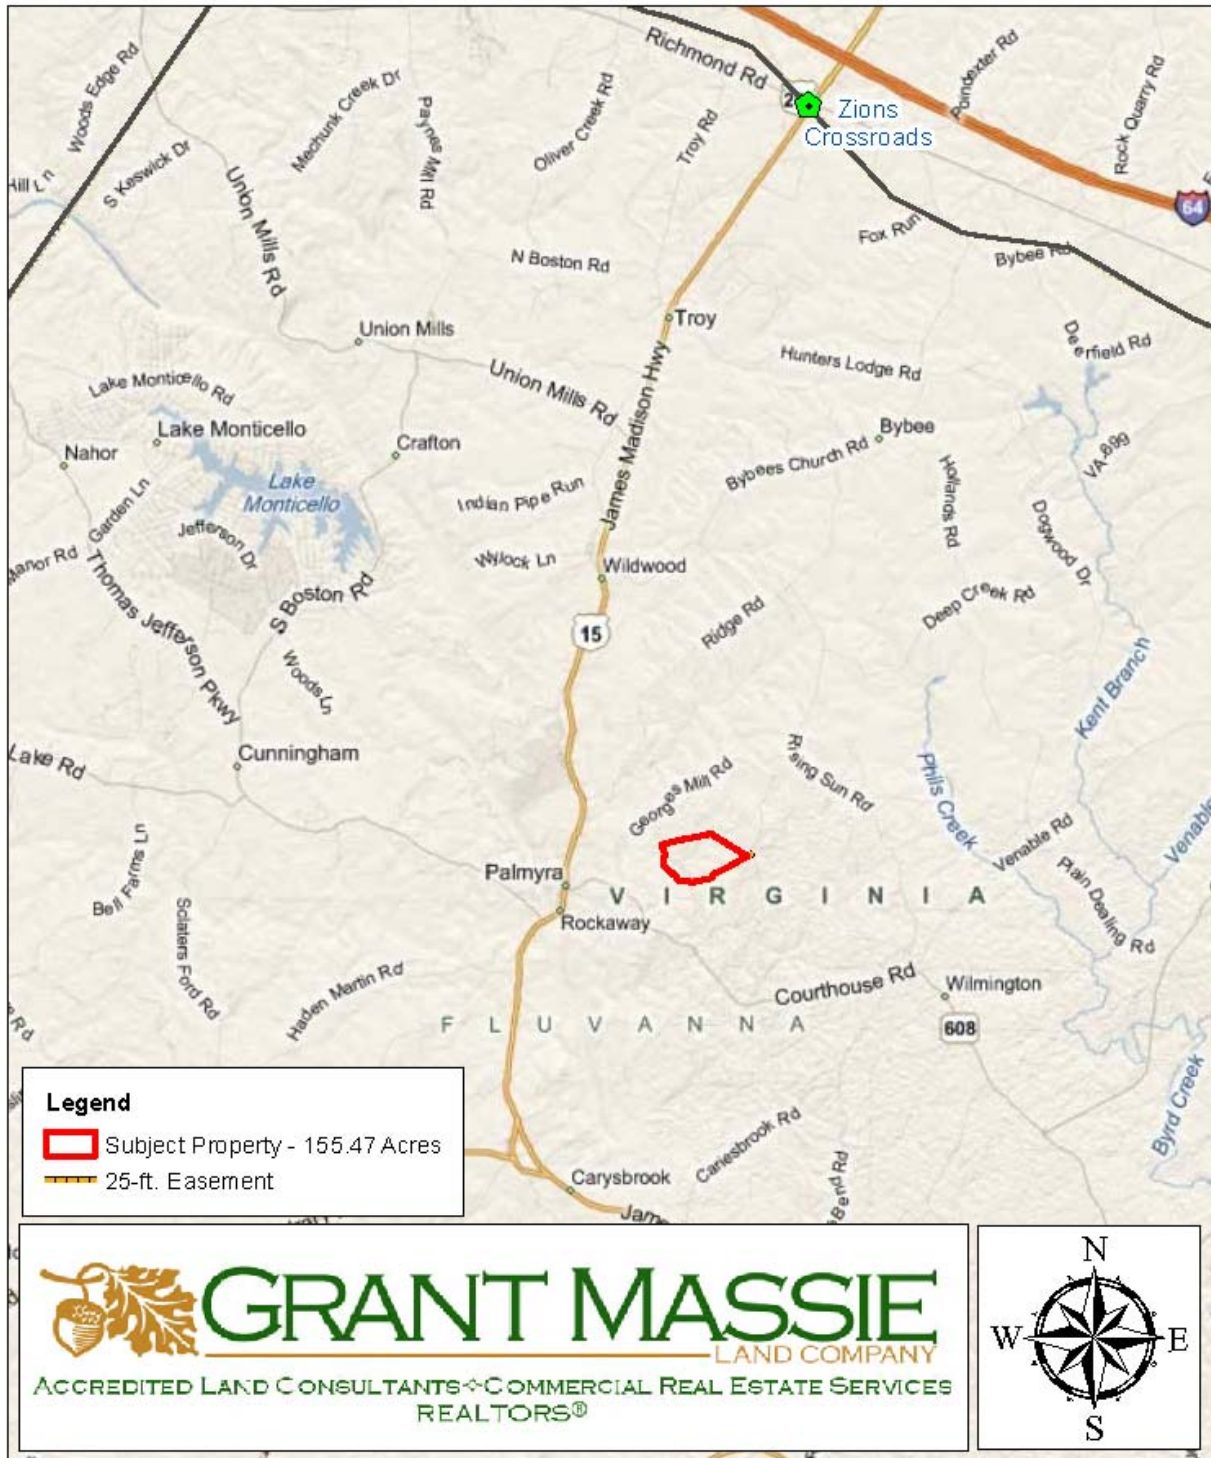 Richmond Rd
Woods Edge Rd
Mechunk Creek Dr
Paynes Mill Rd
Oliver Creek Rd
Troy Rd
Zions
Crossroads
Poindexter Rd
Rock Quarry Rd
S Keswick Dr
Hill Ln
Union Mills Rd
64
Fox Run
Bybee Rd
N Boston Rd
Troy
Union Mills
Hunters Lodge Rd
Deerfield Rd
Lake Monticello Rd
Union Mills Rd
James Madison Hwy
Lake Monticello
Nahor
Crafton
Bybee
Bybees Church Rd
VA-699
Lake
Monticello
Garden Ln
Jefferson Dr
Indian Pipe Run
Hollands Rd
Dogwood Dr
Manor Rd
Wylock Ln
Wildwood
Thomas Jefferson Pkwy
S Boston Rd
Deep Creek Rd
15
Ridge Rd
Woods Ln
Kent Branch
Lake Rd
Cunningham
Rising Sun Rd
Georges Mill Rd
Phils Creek
Venable
Venable Rd
Bell Farms Ln
Palmyra
VIRGINIA
Plain Dealing Rd
Sclaters Ford Rd
Rockaway
Haden Martin Rd
Courthouse Rd
Wilmington
FLUVANNA
608
Byrd Creek
Legend
Subject Property - 155.47 Acres
25-ft. Easement
Cariesbrook Rd
Bend Rd
Carysbrook
GRANT MASSIE
LAND COMPANY
ACCREDITED LAND CONSULTANTS✧COMMERCIAL REAL ESTATE SERVICES
REALTORS®
N
W
E
S